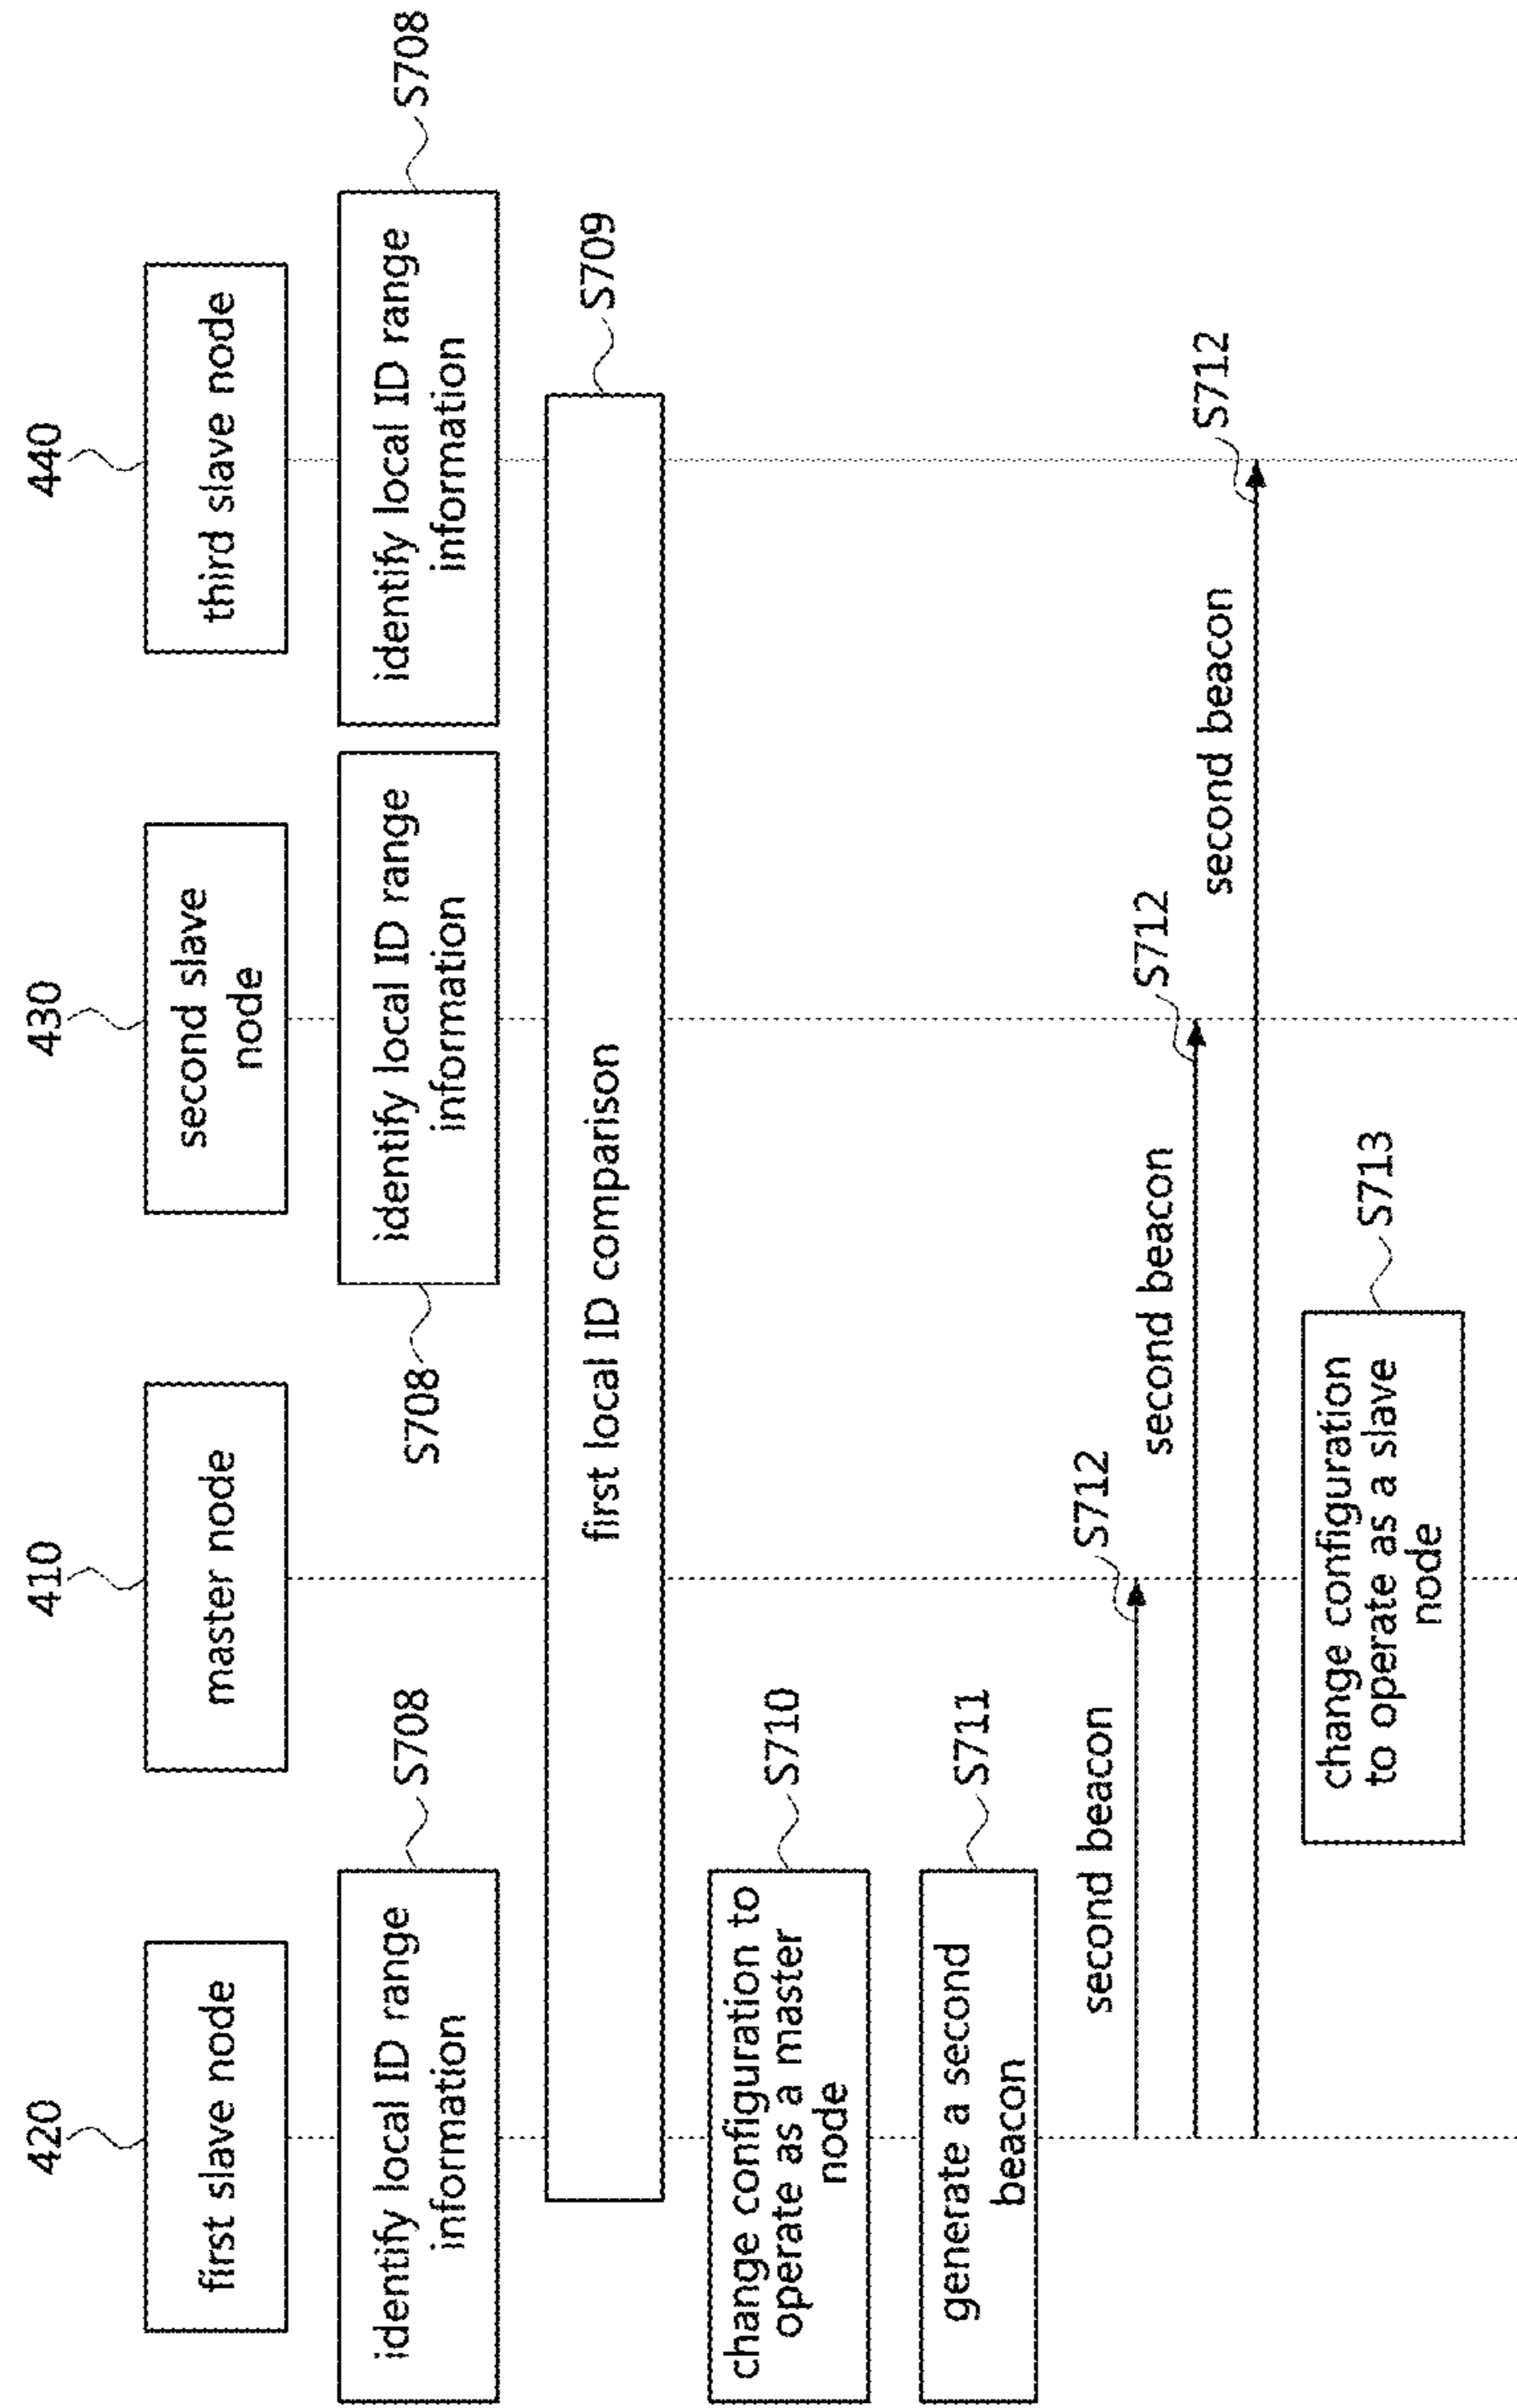 420
410
430
440
first slave node
master node
second slave
node
third slave node
identify local ID range
information
S708
S708
identify local ID range
information
identify local ID range
information
S708
first local ID comparison
S709
change configuration to
operate as a master
node
S710
generate a second
beacon
S711
second beacon
S712
second beacon
S712
second beacon
S712
change configuration
to operate as a slave
node
S713